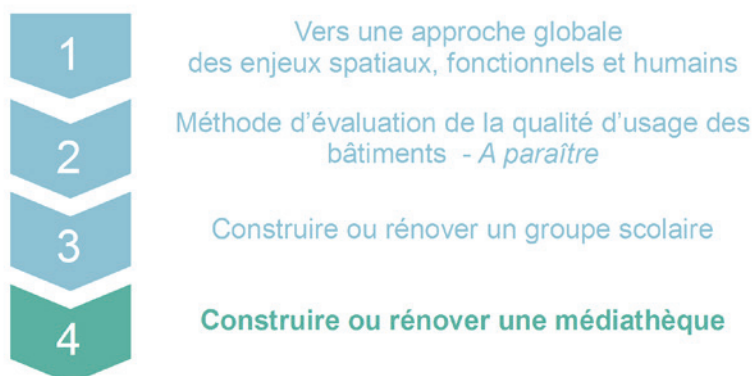 1
Vers une approche globale
des enjeux spatiaux, fonctionnels et humains
2
Méthode d'évaluation de la qualité d'usage des
bâtiments - A paraître
3
Construire ou rénover un groupe scolaire
4
Construire ou rénover une médiathèque